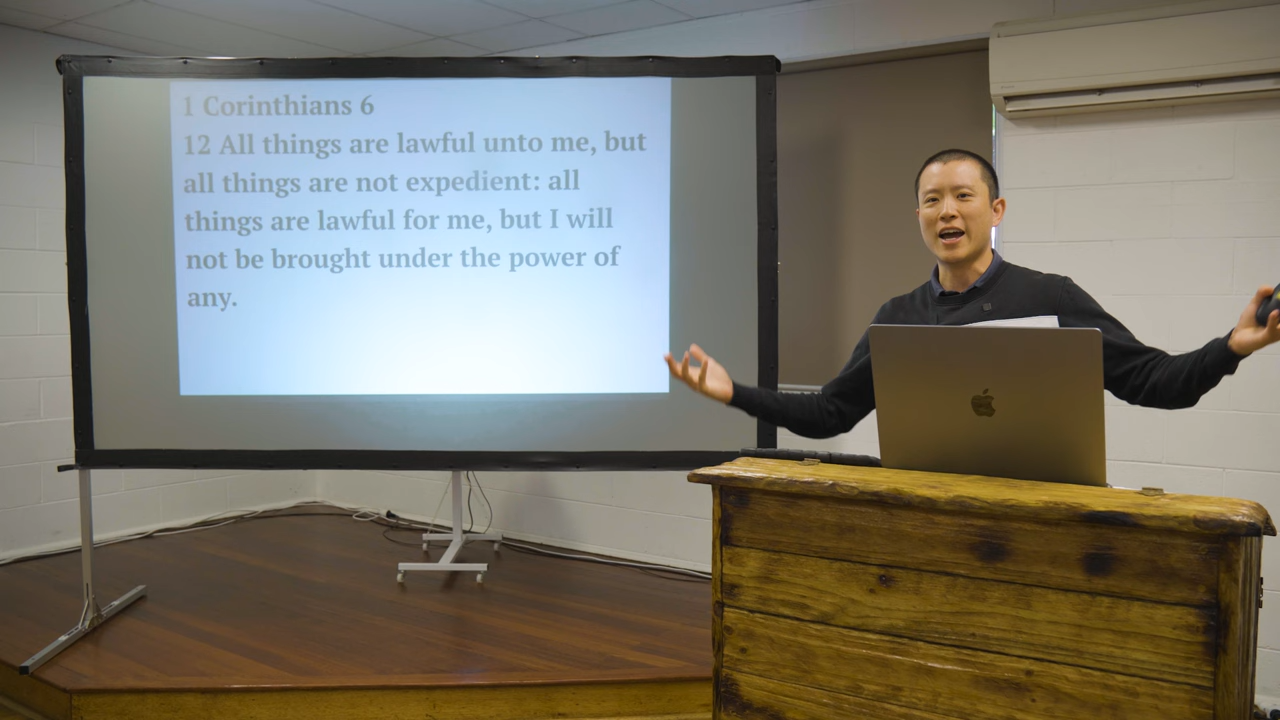 1 Corinthians 6
12 All things are lawful unto me, but
all things are not expedient: all
things are lawful for me, but I will
not be brought under the power of
any.